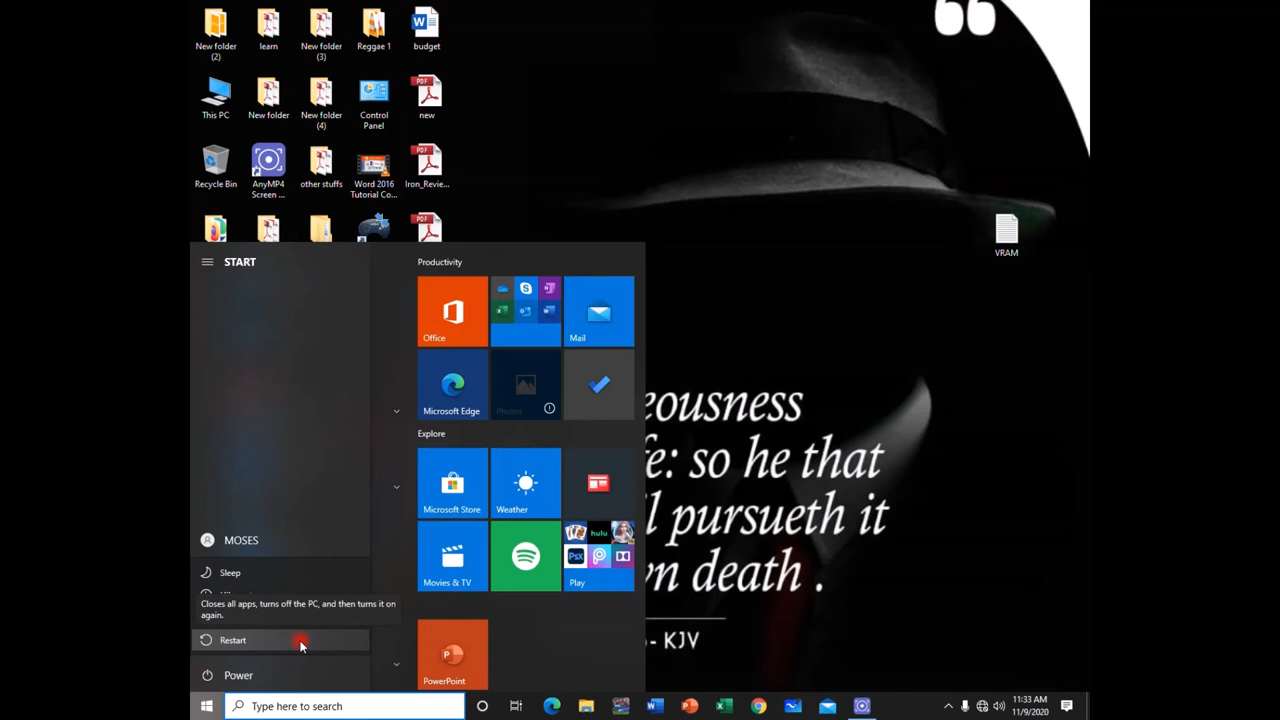 New folder (2)
learn
New folder (3)
Reggae 1
budget
This PC
New folder
New folder (4)
Control Panel
new
Recycle Bin
AnyMP4 Screen ...
other stuffs
Word 2016 Tutorial Co...
Iron_Revie...
VRAM
START
Productivity
Office
Mail
Microsoft Edge
Photos
Explore
Microsoft Store
Weather
hulu
Movies & TV
Play
PowerPoint
MOSES
Sleep
Closes all apps, turns off the PC, and then turns it on
again.
Restart
Power
eousness
fe: so he that
l pursueth it
n death .
- KJV
Type here to search
11:33 AM
11/9/2020